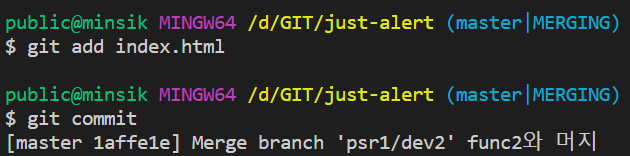 public@minsik MINGW64 /d/GIT/just-alert (master|MERGING)
$ git add index.html
public@minsik MINGW64 /d/GIT/just-alert (master|MERGING)
$ git commit
[master 1affe1e] Merge branch 'psr1/dev2' func2와 머지